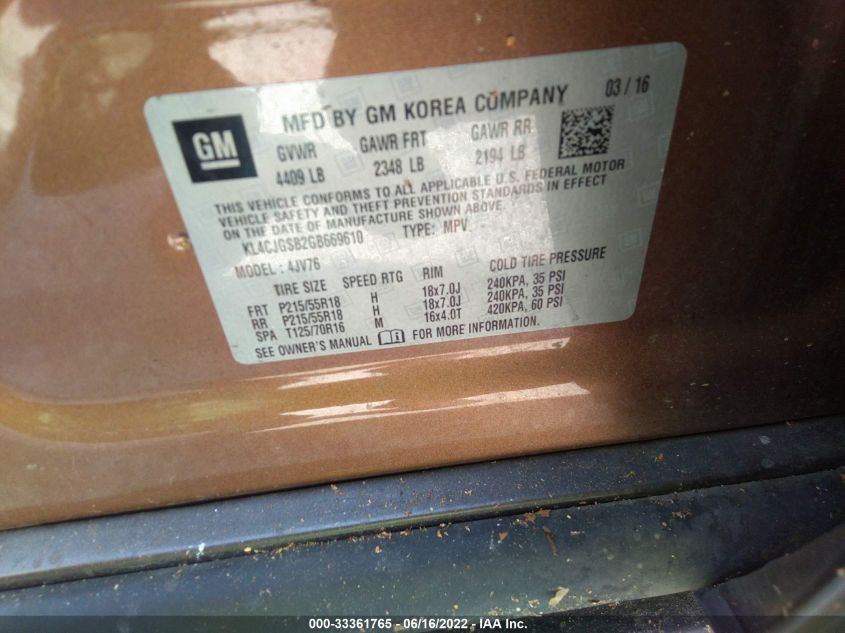 GM
MFD BY GM KOREA COMPANY 03 / 16
GVWR GAWR FRT GAWR RR
4409 LB 2348 LB 2194 LB
THIS VEHICLE CONFORMS TO ALL APPLICABLE U.S. FEDERAL MOTOR
VEHICLE SAFETY AND THEFT PREVENTION STANDARDS IN EFFECT
ON THE DATE OF MANUFACTURE SHOWN ABOVE.
KL4CJGSB2GB669610 TYPE: MPV
MODEL: 4JV76
TIRE SIZE SPEED RTG RIM COLD TIRE PRESSURE
FRT P215/55R18 H 18x7.0J 240KPA, 35 PSI
RR P215/55R18 H 18x7.0J 240KPA, 35 PSI
SPA T125/70R16 M 16x4.0T 420KPA, 60 PSI
SEE OWNER'S MANUAL FOR MORE INFORMATION.
000-33361765 - 06/16/2022 - IAA Inc.